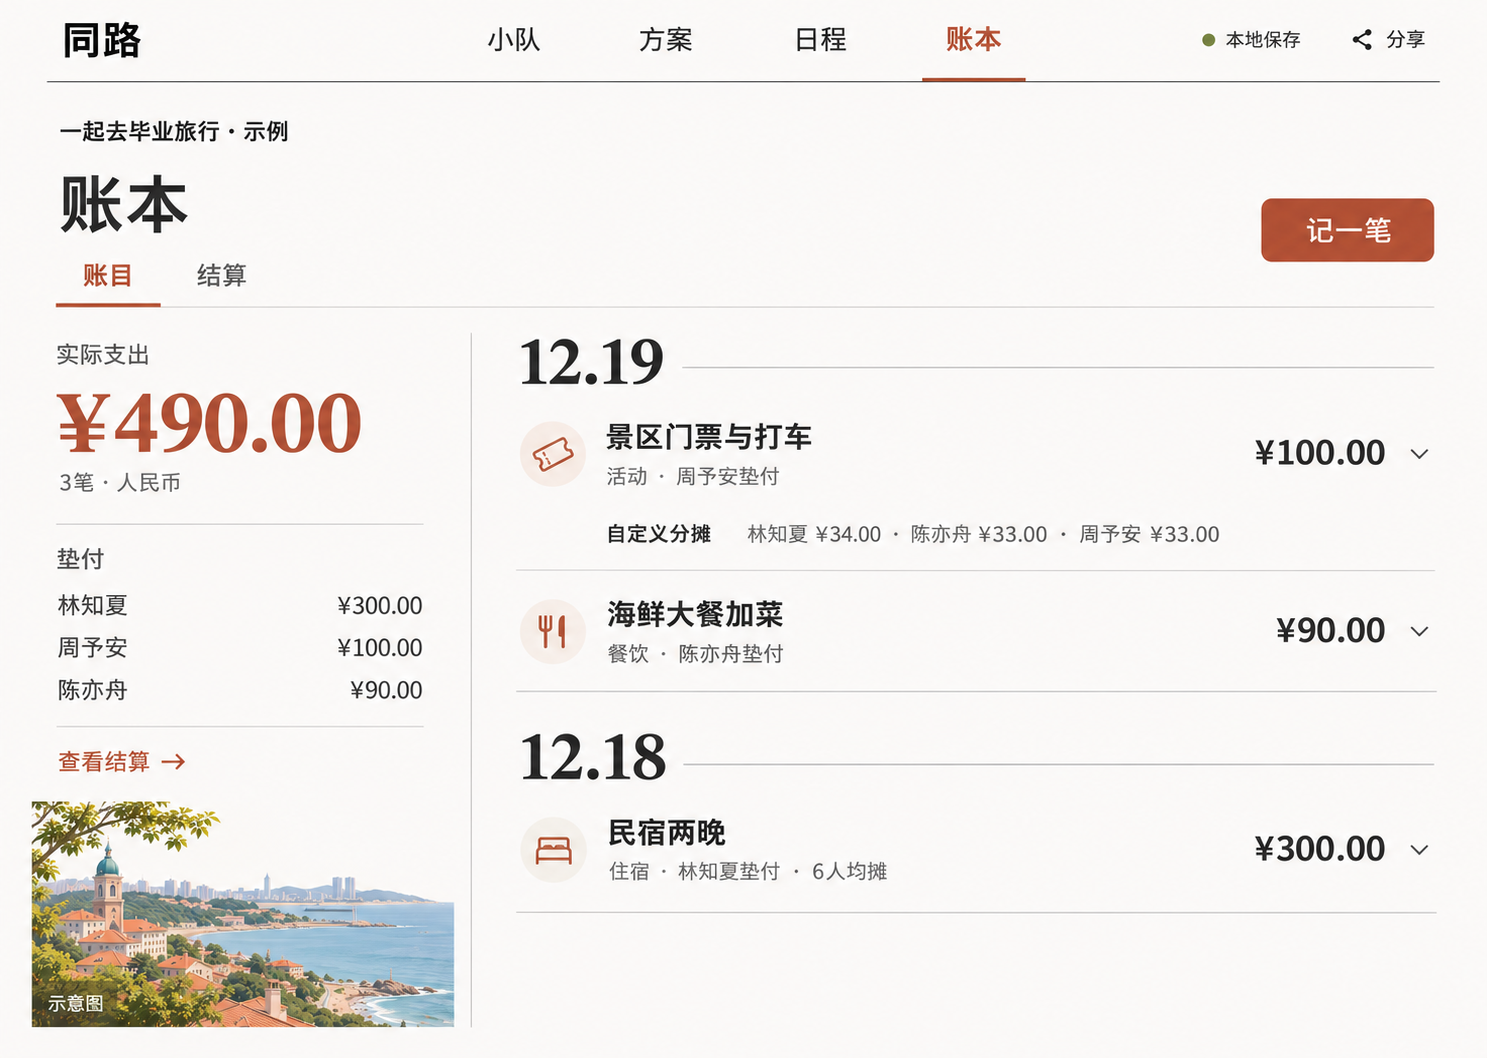 同路
小队
方案
日程
账本
本地保存
分享
一起去毕业旅行·示例
账本
记一笔
账目
结算
实际支出
¥490.00
3笔·人民币
垫付
林知夏 ¥300.00
周予安 ¥100.00
陈亦舟 ¥90.00
查看结算 →
示意图
12.19
景区门票与打车
活动 · 周予安垫付
¥100.00
自定义分摊 林知夏 ¥34.00 · 陈亦舟 ¥33.00 · 周予安 ¥33.00
海鲜大餐加菜
餐饮 · 陈亦舟垫付
¥90.00
12.18
民宿两晚
住宿 · 林知夏垫付 · 6人均摊
¥300.00